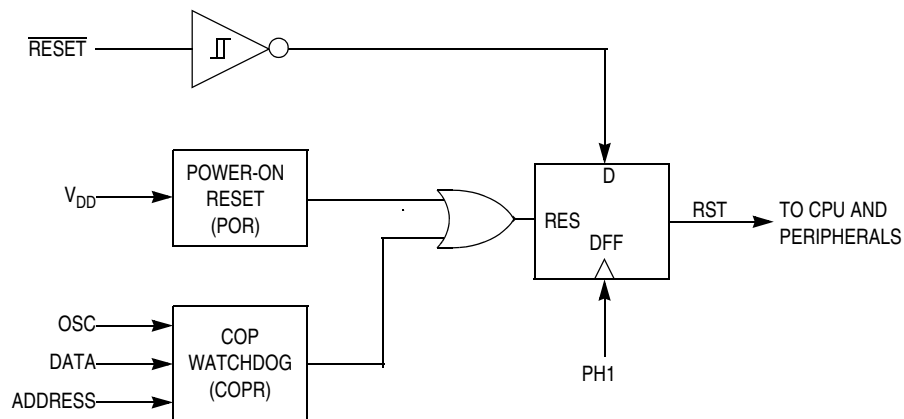 RESET
D
POWER-ON
RESET
(POR)
VDD
RES
DFF
RST
TO CPU AND
PERIPHERALS
OSC
DATA
ADDRESS
COP
WATCHDOG
(COPR)
PH1